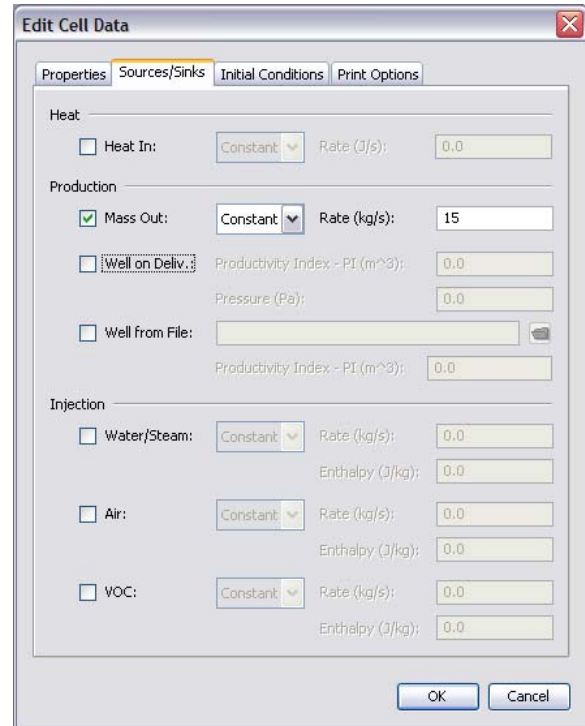 Edit Cell Data
Properties Sources/Sinks Initial Conditions Print Options
Heat
Heat In: Constant Rate (J/s): 0.0
Production
Mass Out: Constant Rate (kg/s): 15
Well on Deliv.: Productivity Index - PI (m^3): 0.0
Pressure (Pa): 0.0
Well from File:
Productivity Index - PI (m^3): 0.0
Injection
Water/Steam: Constant Rate (kg/s): 0.0
Enthalpy (J/kg): 0.0
Air: Constant Rate (kg/s): 0.0
Enthalpy (J/kg): 0.0
VOC: Constant Rate (kg/s): 0.0
Enthalpy (J/kg): 0.0
OK Cancel